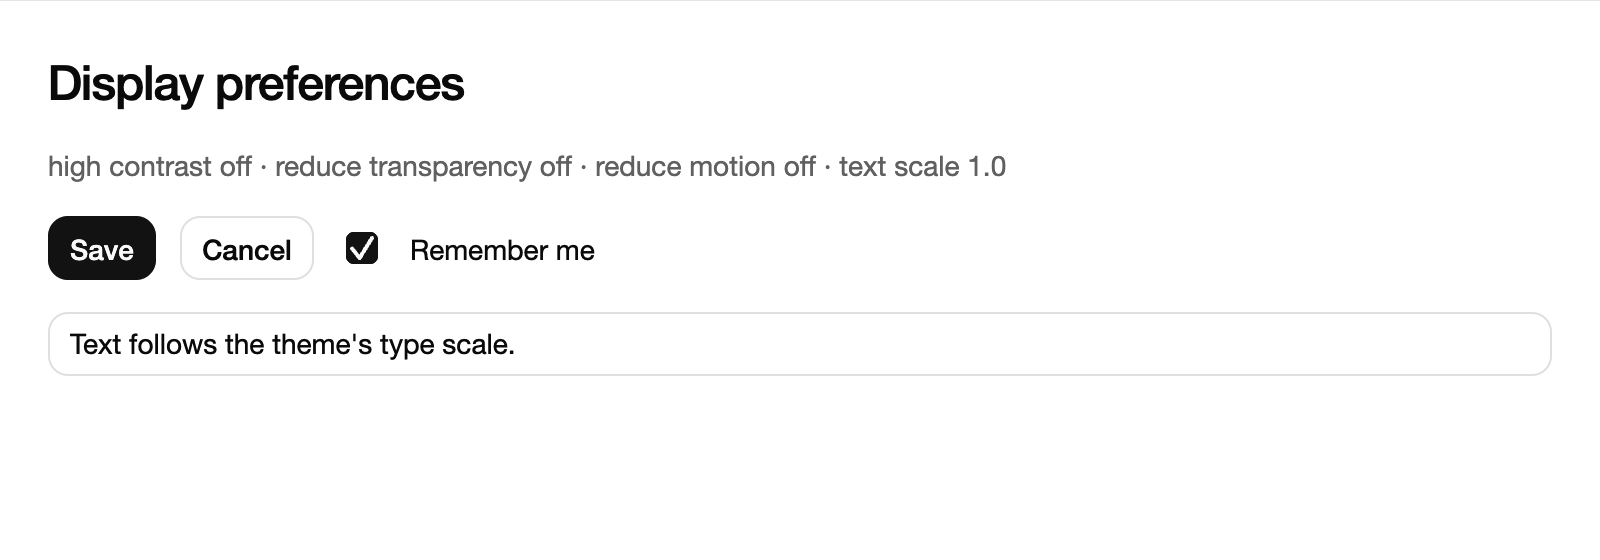 Display preferences
high contrast off · reduce transparency off · reduce motion off · text scale 1.0
Save Cancel Remember me
Text follows the theme's type scale.